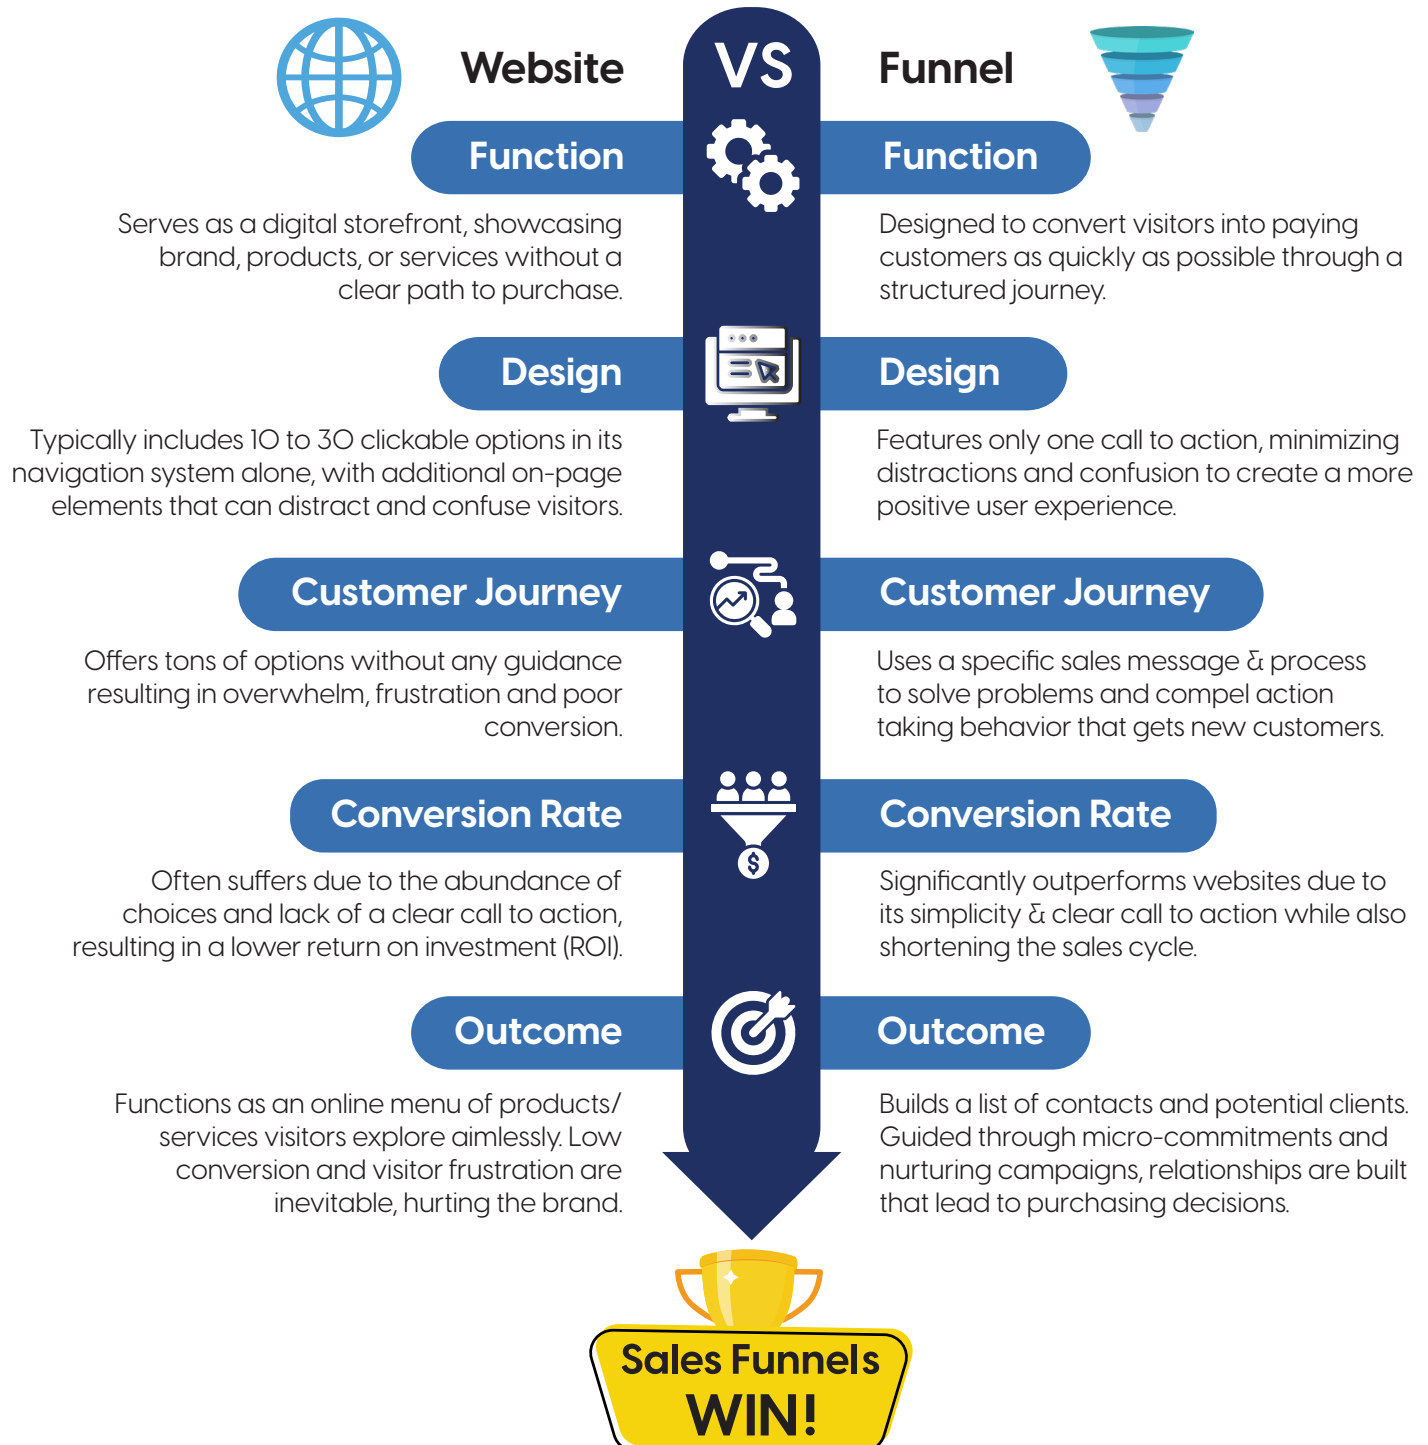 Website
VS
Funnel
Function
Function
Serves as a digital storefront, showcasing
brand, products, or services without a
clear path to purchase.
Designed to convert visitors into paying
customers as quickly as possible through a
structured journey.
Design
Design
Typically includes 10 to 30 clickable options in its
navigation system alone, with additional on-page
elements that can distract and confuse visitors.
Features only one call to action, minimizing
distractions and confusion to create a more
positive user experience.
Customer Journey
Customer Journey
Offers tons of options without any guidance
resulting in overwhelm, frustration and poor
conversion.
Uses a specific sales message & process
to solve problems and compel action
taking behavior that gets new customers.
Conversion Rate
Conversion Rate
$
Often suffers due to the abundance of
choices and lack of a clear call to action,
resulting in a lower return on investment (ROI).
Significantly outperforms websites due to
its simplicity & clear call to action while also
shortening the sales cycle.
Outcome
Outcome
Functions as an online menu of products/
services visitors explore aimlessly. Low
conversion and visitor frustration are
inevitable, hurting the brand.
Builds a list of contacts and potential clients.
Guided through micro-commitments and
nurturing campaigns, relationships are built
that lead to purchasing decisions.
Sales Funnels
WIN!